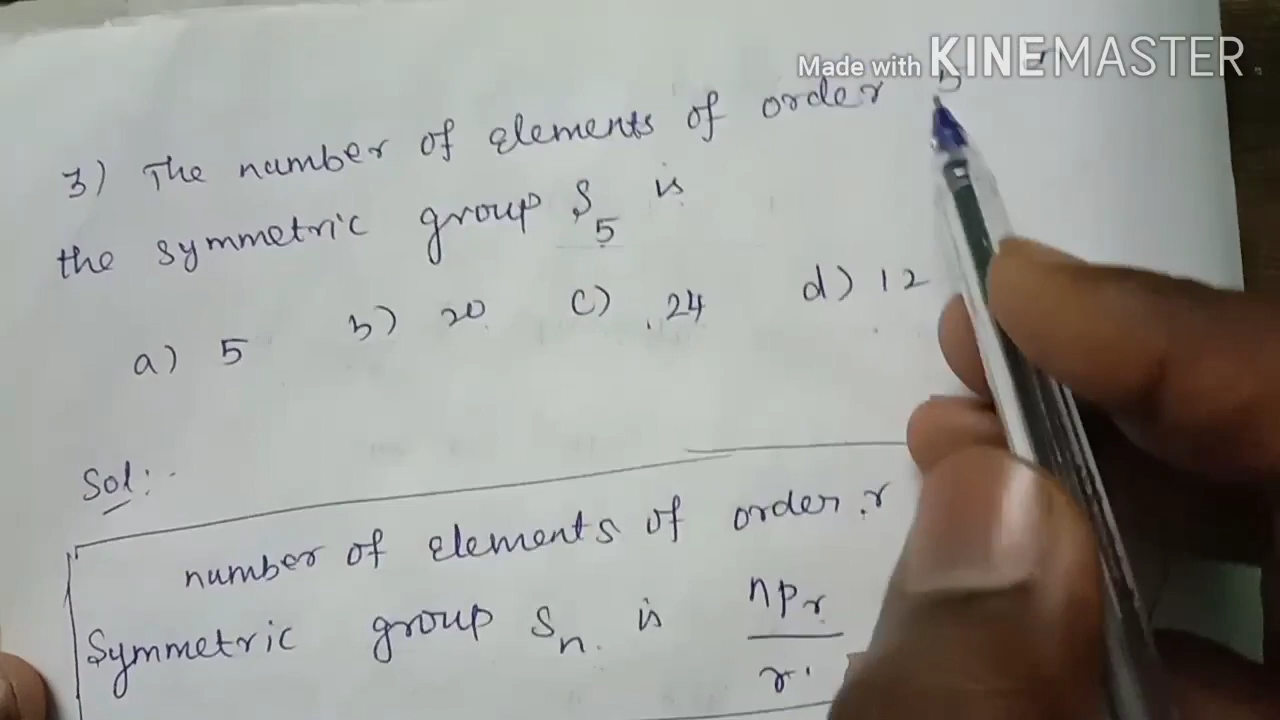 Made with KINEMASTER
3) The number of elements of order 5
the symmetric group S5 is
a) 5 b) 20 c) 24 d) 12
Sol:-
number of elements of order r
Symmetric group Sn is nPr
r